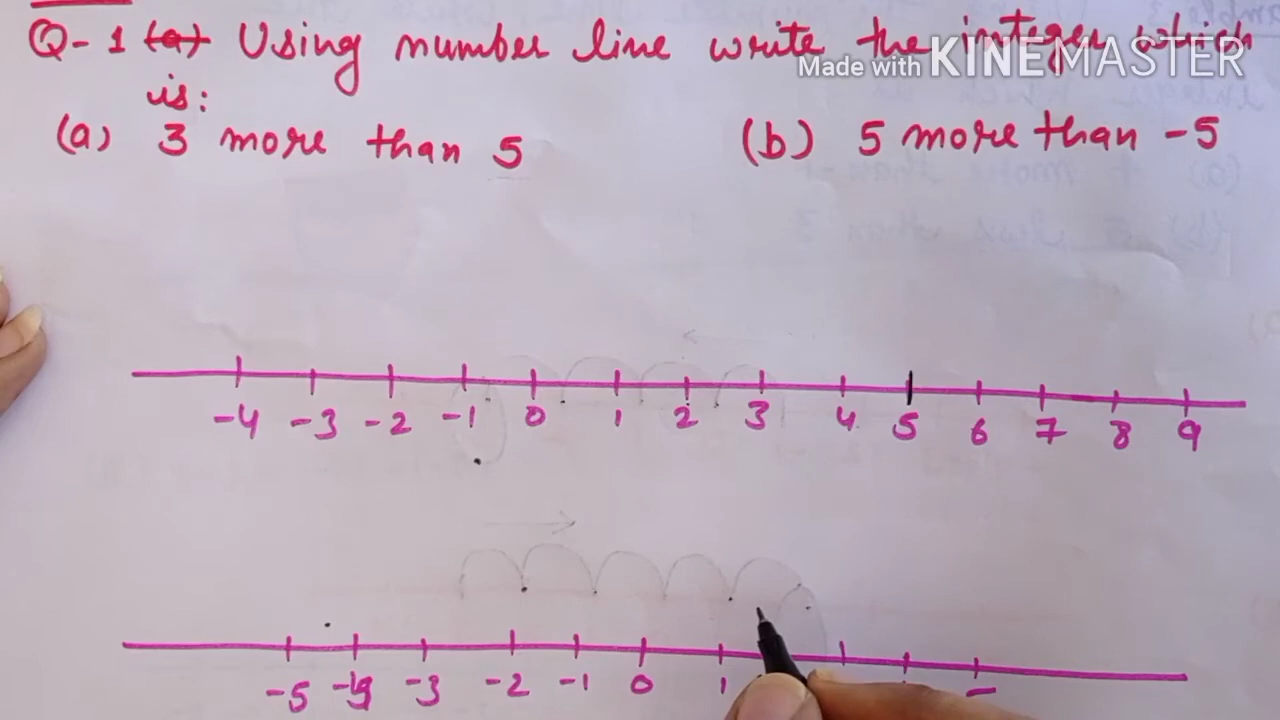 Q-1 (a) Using number line write the integer which
Made with KINEMASTER
is:
(a) 3 more than 5 (b) 5 more than -5
-4 -3 -2 -1 0 1 2 3 4 5 6 7 8 9
-5 -4 -3 -2 -1 0 1